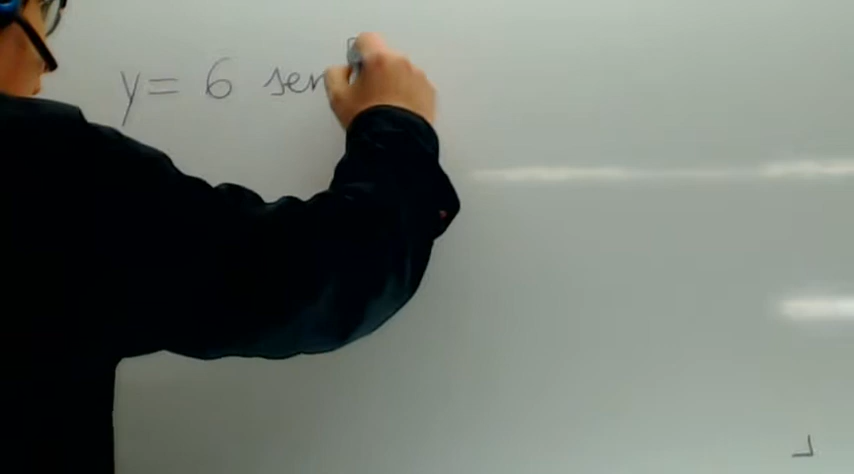 y = 6 sen